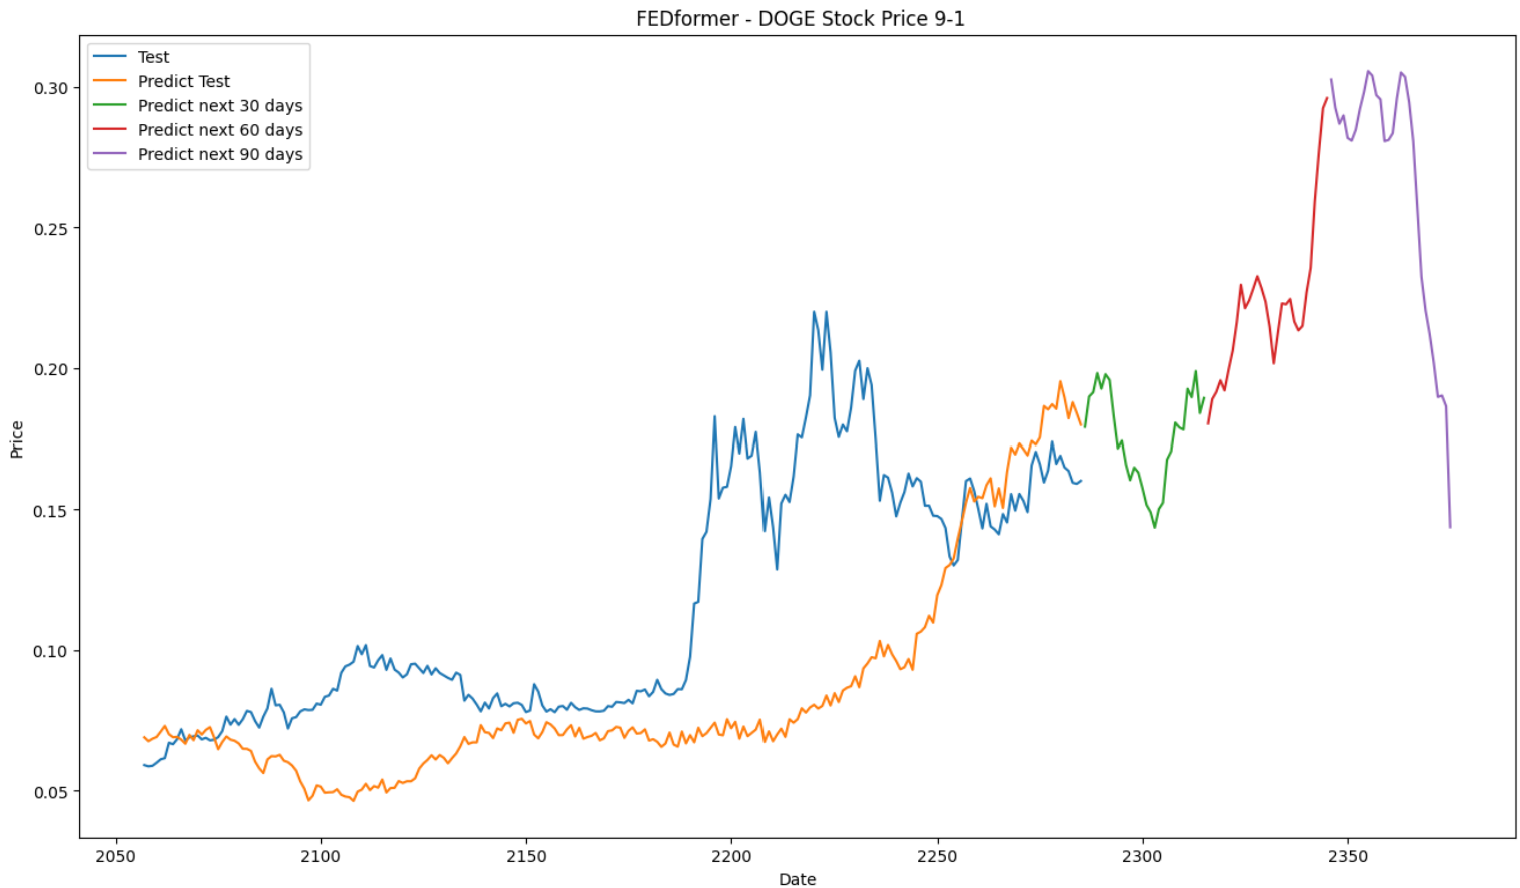 FEDformer - DOGE Stock Price 9-1
Test
Predict Test
Predict next 30 days
Predict next 60 days
Predict next 90 days
0.30
0.25
0.20
0.15
0.10
0.05
Price
2050 2100 2150 2200 2250 2300 2350
Date